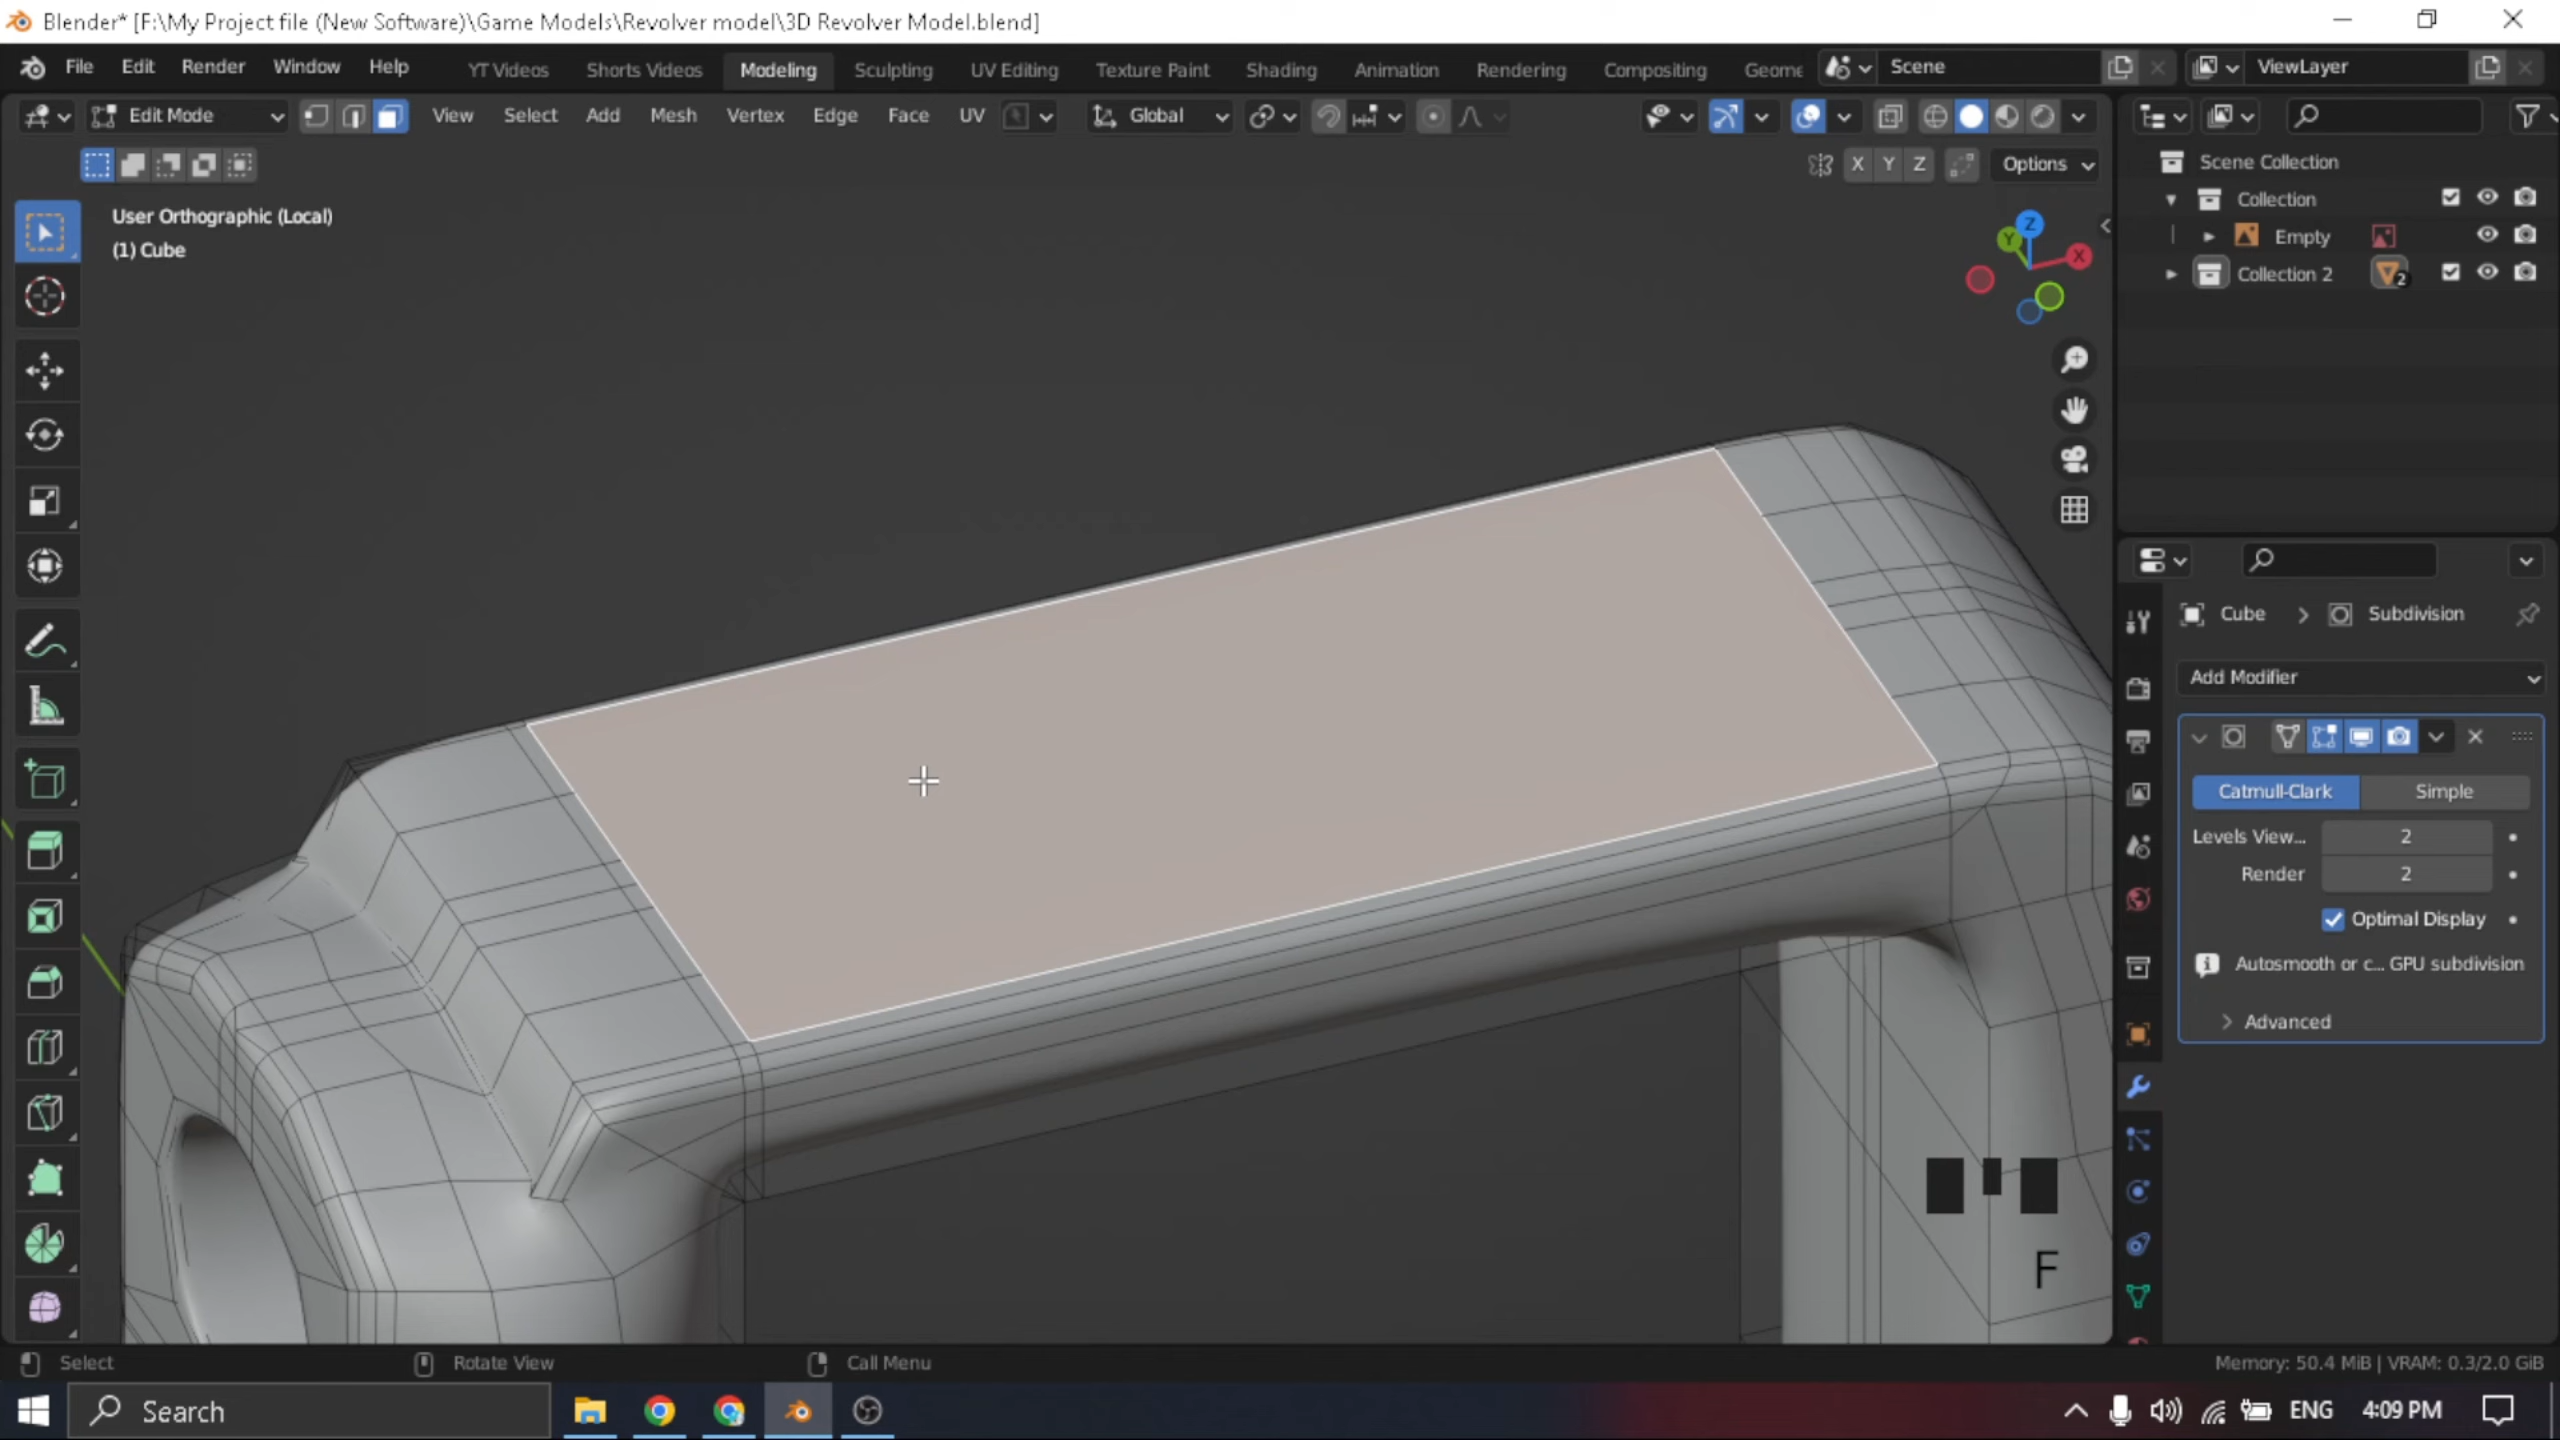 Blender* [F:\My Project file (New Software)\Game Models\Revolver model\3D Revolver Model.blend]
File Edit Render Window Help YT Videos Shorts Videos Modeling Sculpting UV Editing Texture Paint Shading Animation Rendering Compositing Geome Scene ViewLayer
Edit Mode View Select Add Mesh Vertex Edge Face UV Global
X Y Z Options
User Orthographic (Local)
(1) Cube
Z
Y
X
Scene Collection
Collection
Empty
Collection 2 2
Cube > Subdivision
Add Modifier
Catmull-Clark Simple
Levels View... 2
Render 2
Optimal Display
Autosmooth or c... GPU subdivision
Advanced
F
Select Rotate View Call Menu Memory: 50.4 MiB | VRAM: 0.3/2.0 GiB
Search ENG 4:09 PM